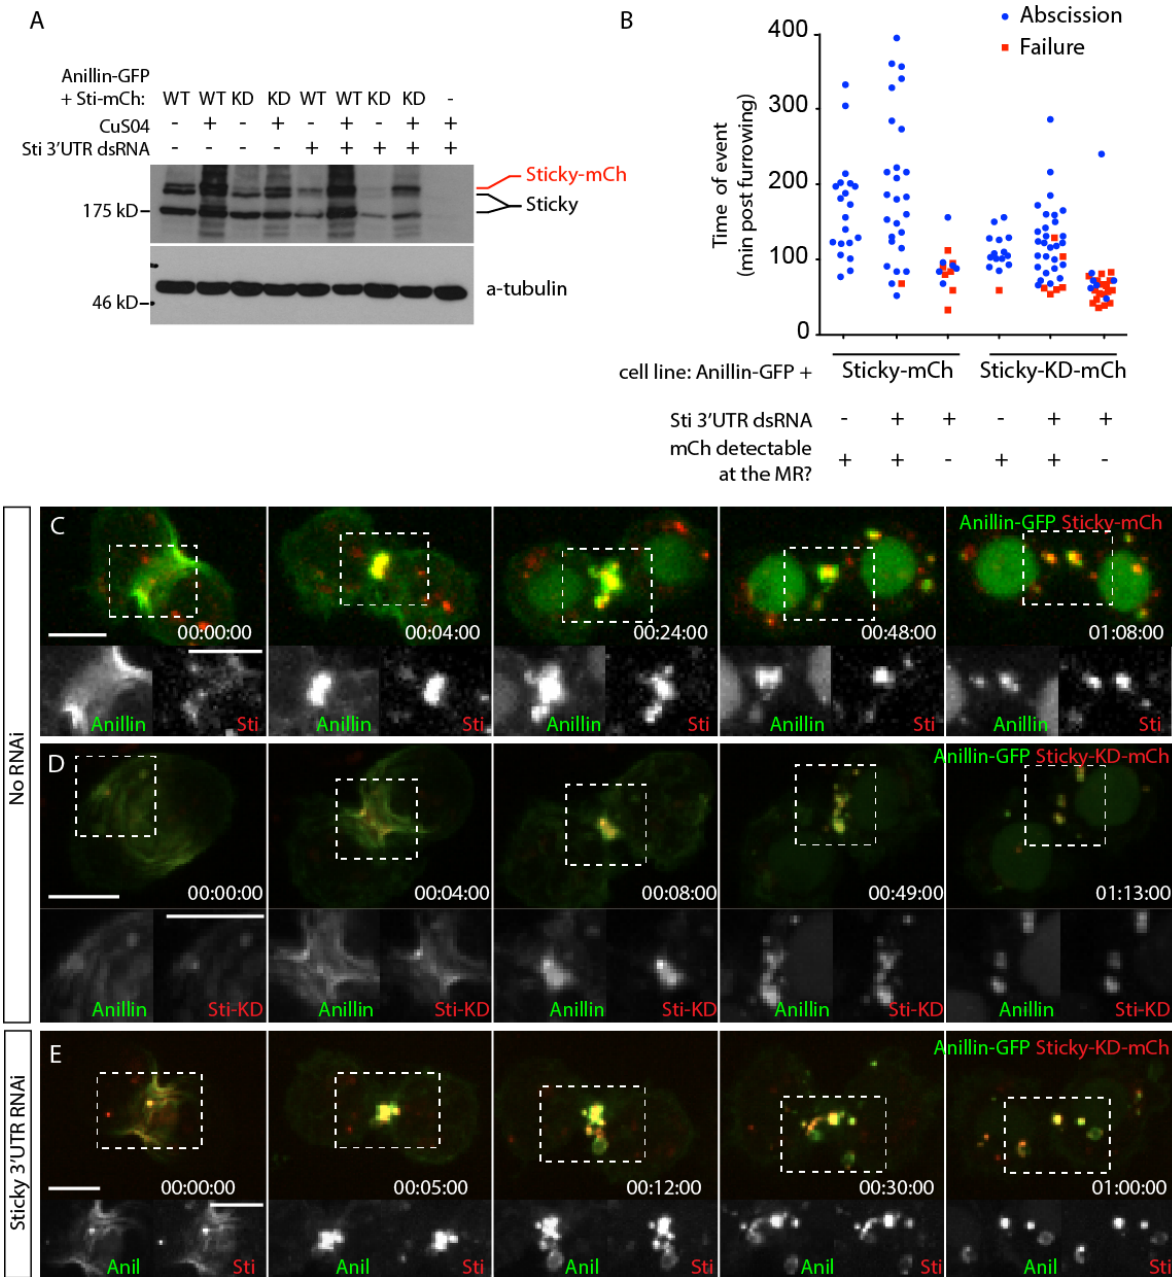 A
Anillin-GFP
+ Sti-mCh: WT WT KD KD WT WT KD KD -
CuS04 - + - + - + - + +
Sti 3'UTR dsRNA - - - - + + + + +
Sticky-mCh
Sticky
175 kD
a-tubulin
46 kD
B
Abscission
Failure
Time of event
(min post furrowing)
400
300
200
100
0
cell line: Anillin-GFP + Sticky-mCh Sticky-KD-mCh
Sti 3'UTR dsRNA - + + - + +
mCh detectable
at the MR? + + - + + -
No RNAi
C
Anillin-GFP Sticky-mCh
00:00:00 00:04:00 00:24:00 00:48:00 01:08:00
Anillin Sti Anillin Sti Anillin Sti Anillin Sti Anillin Sti
D
Anillin-GFP Sticky-KD-mCh
00:00:00 00:04:00 00:08:00 00:49:00 01:13:00
Anillin Sti-KD Anillin Sti-KD Anillin Sti-KD Anillin Sti-KD Anillin Sti-KD
Sticky 3'UTR RNAi
E
Anillin-GFP Sticky-KD-mCh
00:00:00 00:05:00 00:12:00 00:30:00 01:00:00
Anil Sti Anil Sti Anil Sti Anil Sti Anil Sti